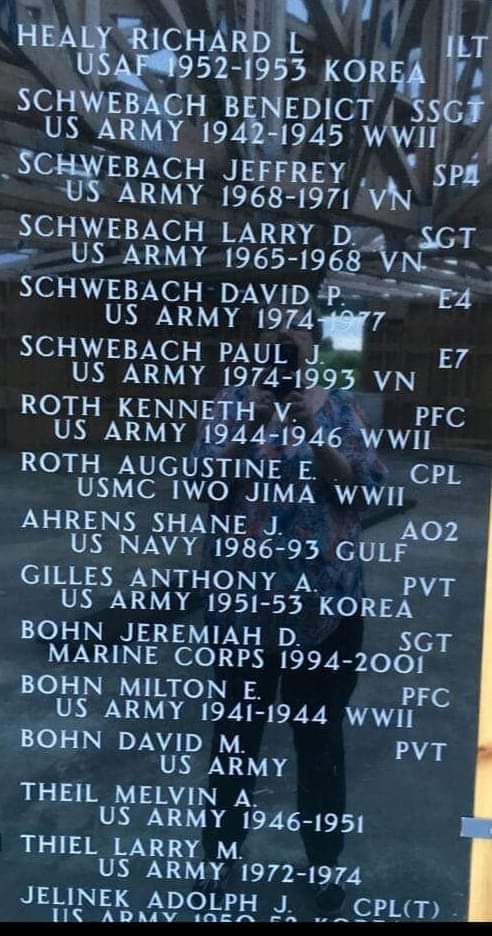 HEALY RICHARD L 1LT
USAF 1952-1953 KOREA
SCHWEBACH BENEDICT SSGT
US ARMY 1942-1945 WWII
SCHWEBACH JEFFREY SP4
US ARMY 1968-1971 VN
SCHWEBACH LARRY D. SGT
US ARMY 1965-1968 VN
SCHWEBACH DAVID P. E4
US ARMY 1974-1977
SCHWEBACH PAUL J. E7
US ARMY 1974-1993 VN
ROTH KENNETH V. PFC
US ARMY 1944-1946 WWII
ROTH AUGUSTINE E. CPL
USMC IWO JIMA WWII
AHRENS SHANE J. AO2
US NAVY 1986-93 GULF
GILLES ANTHONY A. PVT
US ARMY 1951-53 KOREA
BOHN JEREMIAH D. SGT
MARINE CORPS 1994-2001
BOHN MILTON E. PFC
US ARMY 1941-1944 WWII
BOHN DAVID M. PVT
US ARMY
THEIL MELVIN A.
US ARMY 1946-1951
THIEL LARRY M.
US ARMY 1972-1974
JELINEK ADOLPH J. CPL(T)
US ARMY